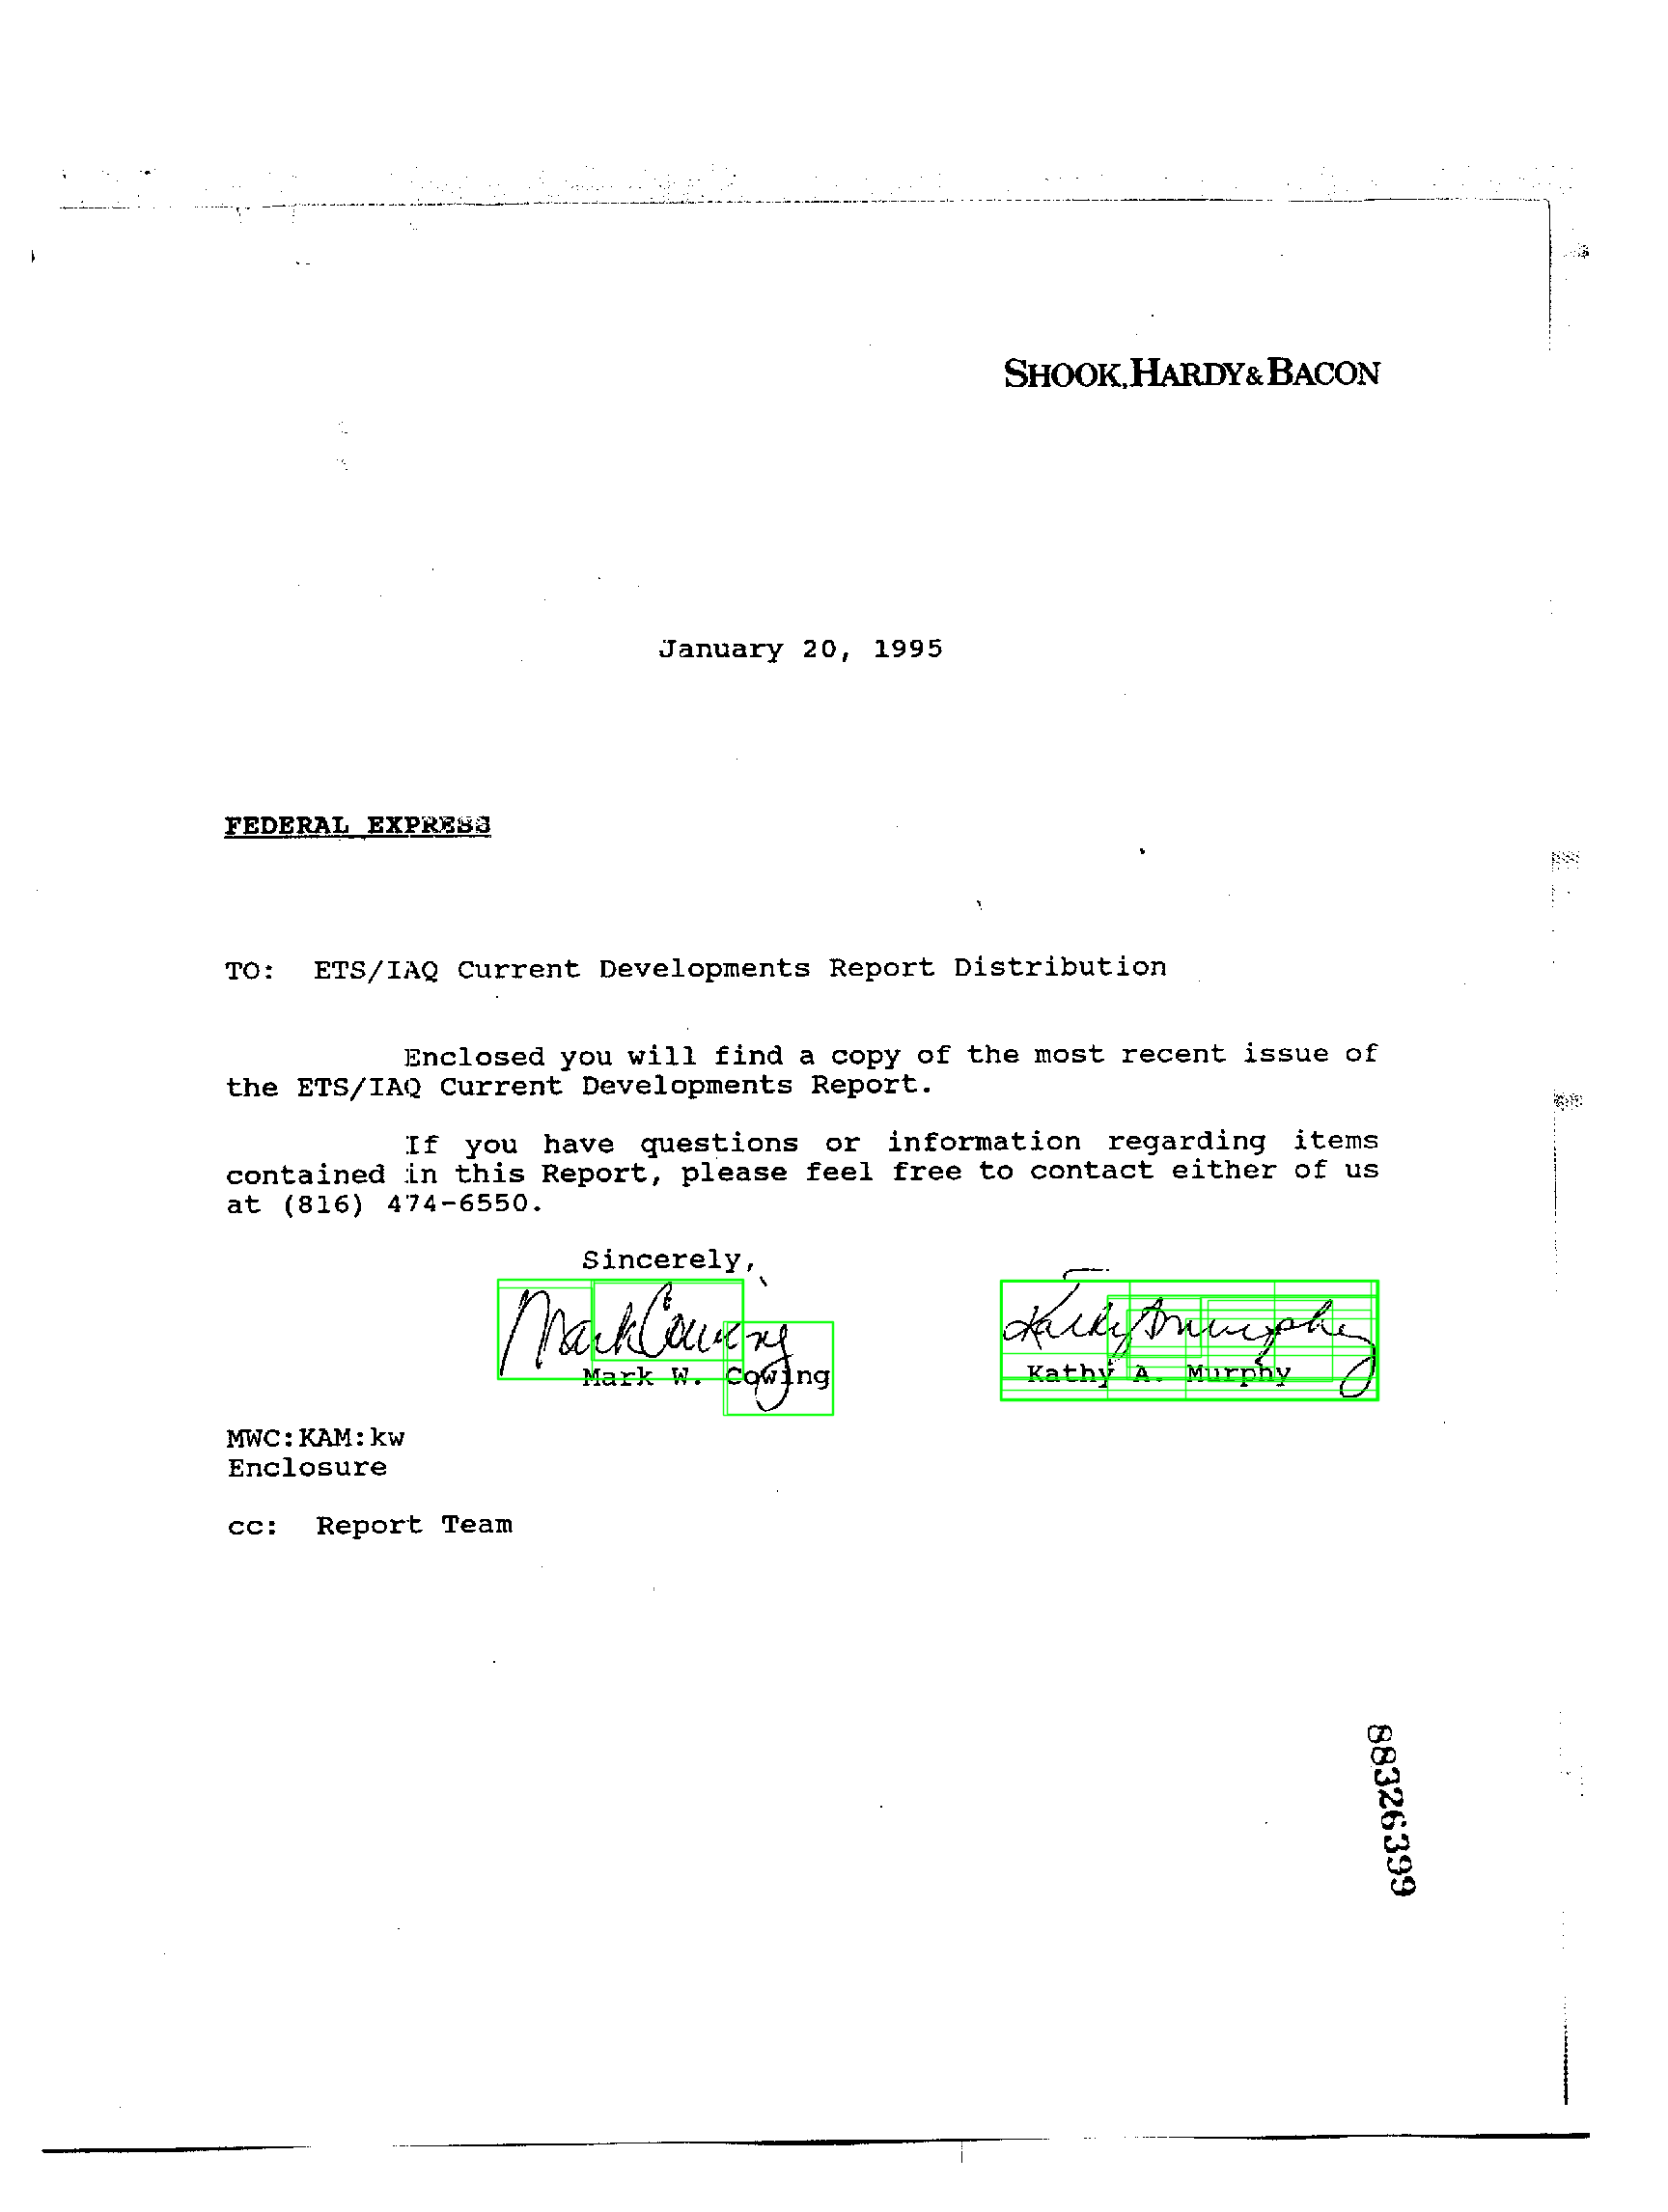 SHOOK, HARDY & BACON
January 20, 1995
FEDERAL EXPRESS
TO: ETS/IAQ Current Developments Report Distribution
Enclosed you will find a copy of the most recent issue of
the ETS/IAQ Current Developments Report.
If you have questions or information regarding items
contained in this Report, please feel free to contact either of us
at (816) 474-6550.
Sincerely,
Mark Cowing Kathy A Murphy
Mark W. Cowing Kathy A. Murphy
MWC:KAM:kw
Enclosure
cc: Report Team
88326399